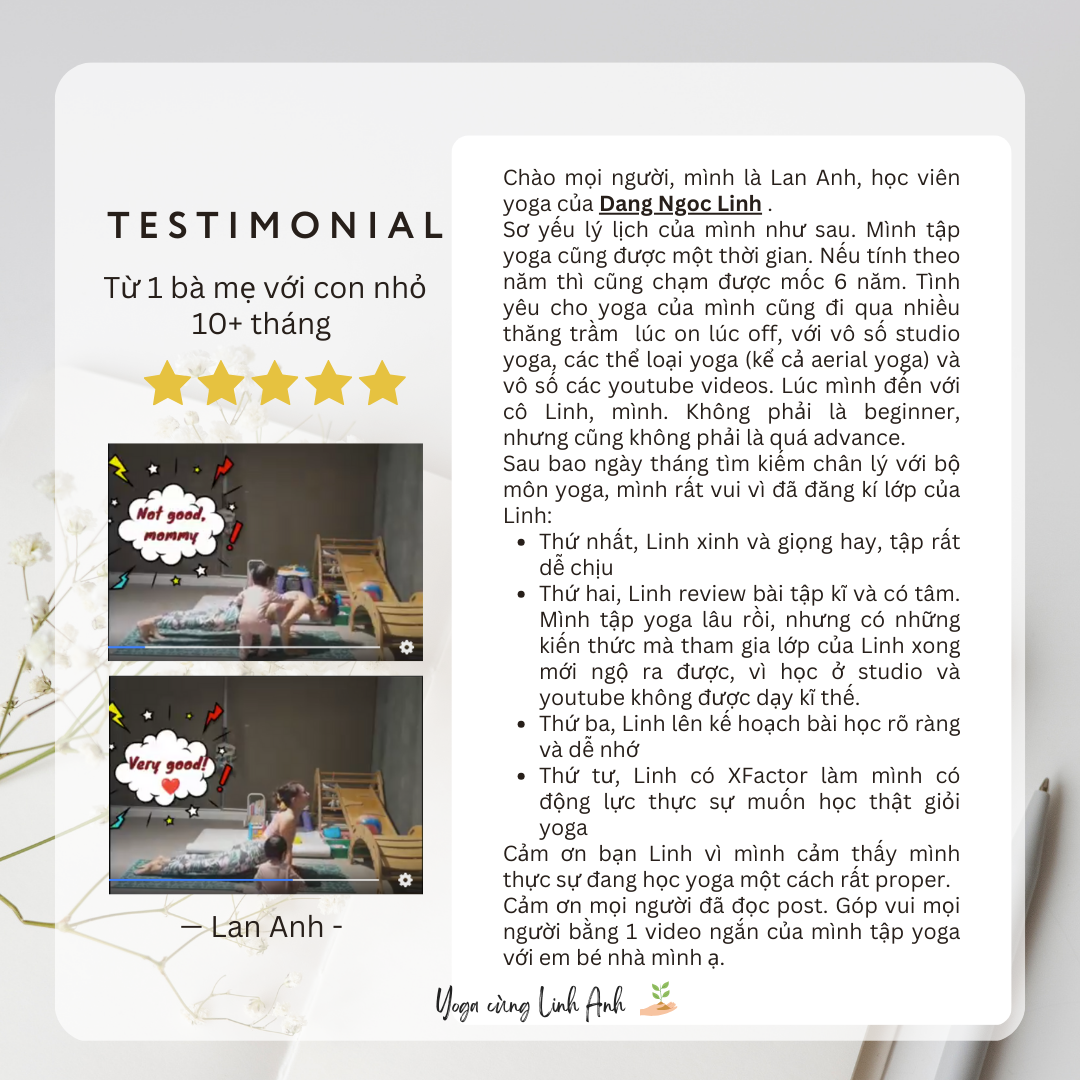 TESTIMONIAL
Từ 1 bà mẹ với con nhỏ
10+ tháng
Not good,
mommy
Very good!
— Lan Anh -
Chào mọi người, mình là Lan Anh, học viên
yoga của Dang Ngoc Linh .
Sơ yếu lý lịch của mình như sau. Mình tập
yoga cũng được một thời gian. Nếu tính theo
năm thì cũng chạm được mốc 6 năm. Tình
yêu cho yoga của mình cũng đi qua nhiều
thăng trầm lúc on lúc off, với vô số studio
yoga, các thể loại yoga (kể cả aerial yoga) và
vô số các youtube videos. Lúc mình đến với
cô Linh, mình. Không phải là beginner,
nhưng cũng không phải là quá advance.
Sau bao ngày tháng tìm kiếm chân lý với bộ
môn yoga, mình rất vui vì đã đăng kí lớp của
Linh:
• Thứ nhất, Linh xinh và giọng hay, tập rất
dễ chịu
• Thứ hai, Linh review bài tập kĩ và có tâm.
Mình tập yoga lâu rồi, nhưng có những
kiến thức mà tham gia lớp của Linh xong
mới ngộ ra được, vì học ở studio và
youtube không được dạy kĩ thế.
• Thứ ba, Linh lên kế hoạch bài học rõ ràng
và dễ nhớ
• Thứ tư, Linh có XFactor làm mình có
động lực thực sự muốn học thật giỏi
yoga
Cảm ơn bạn Linh vì mình cảm thấy mình
thực sự đang học yoga một cách rất proper.
Cảm ơn mọi người đã đọc post. Góp vui mọi
người bằng 1 video ngắn của mình tập yoga
với em bé nhà mình ạ.
Yoga cùng Linh Anh